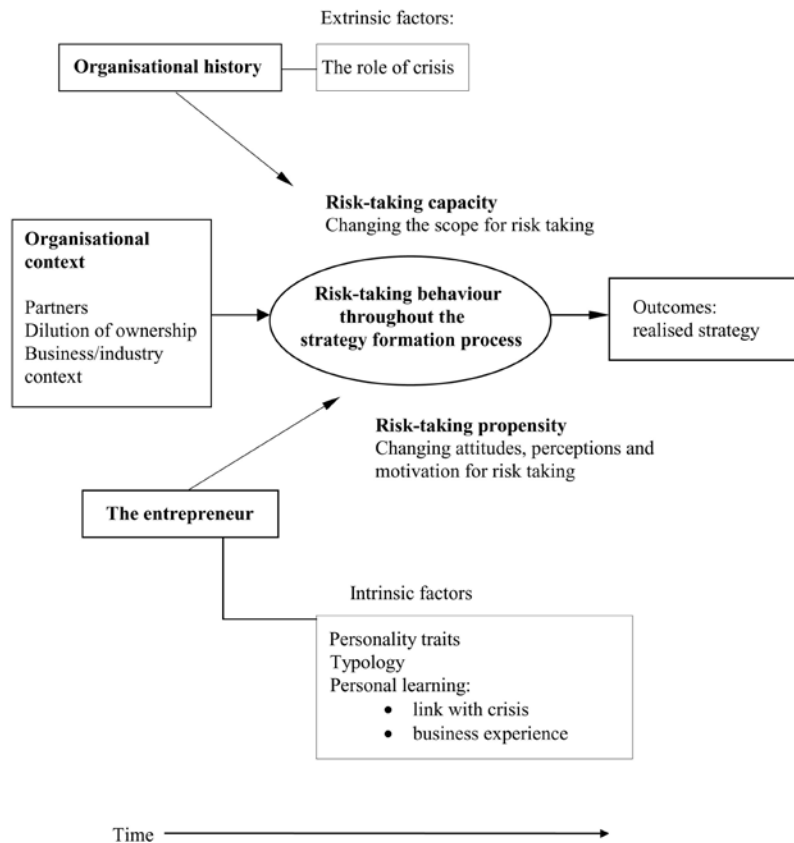 Extrinsic factors:
Organisational history
The role of crisis
Risk-taking capacity
Changing the scope for risk taking
Organisational
context
Partners
Dilution of ownership
Business/industry
context
Risk-taking behaviour
throughout the
strategy formation process
Outcomes:
realised strategy
Risk-taking propensity
Changing attitudes, perceptions and
motivation for risk taking
The entrepreneur
Intrinsic factors
Personality traits
Typology
Personal learning:
• link with crisis
• business experience
Time